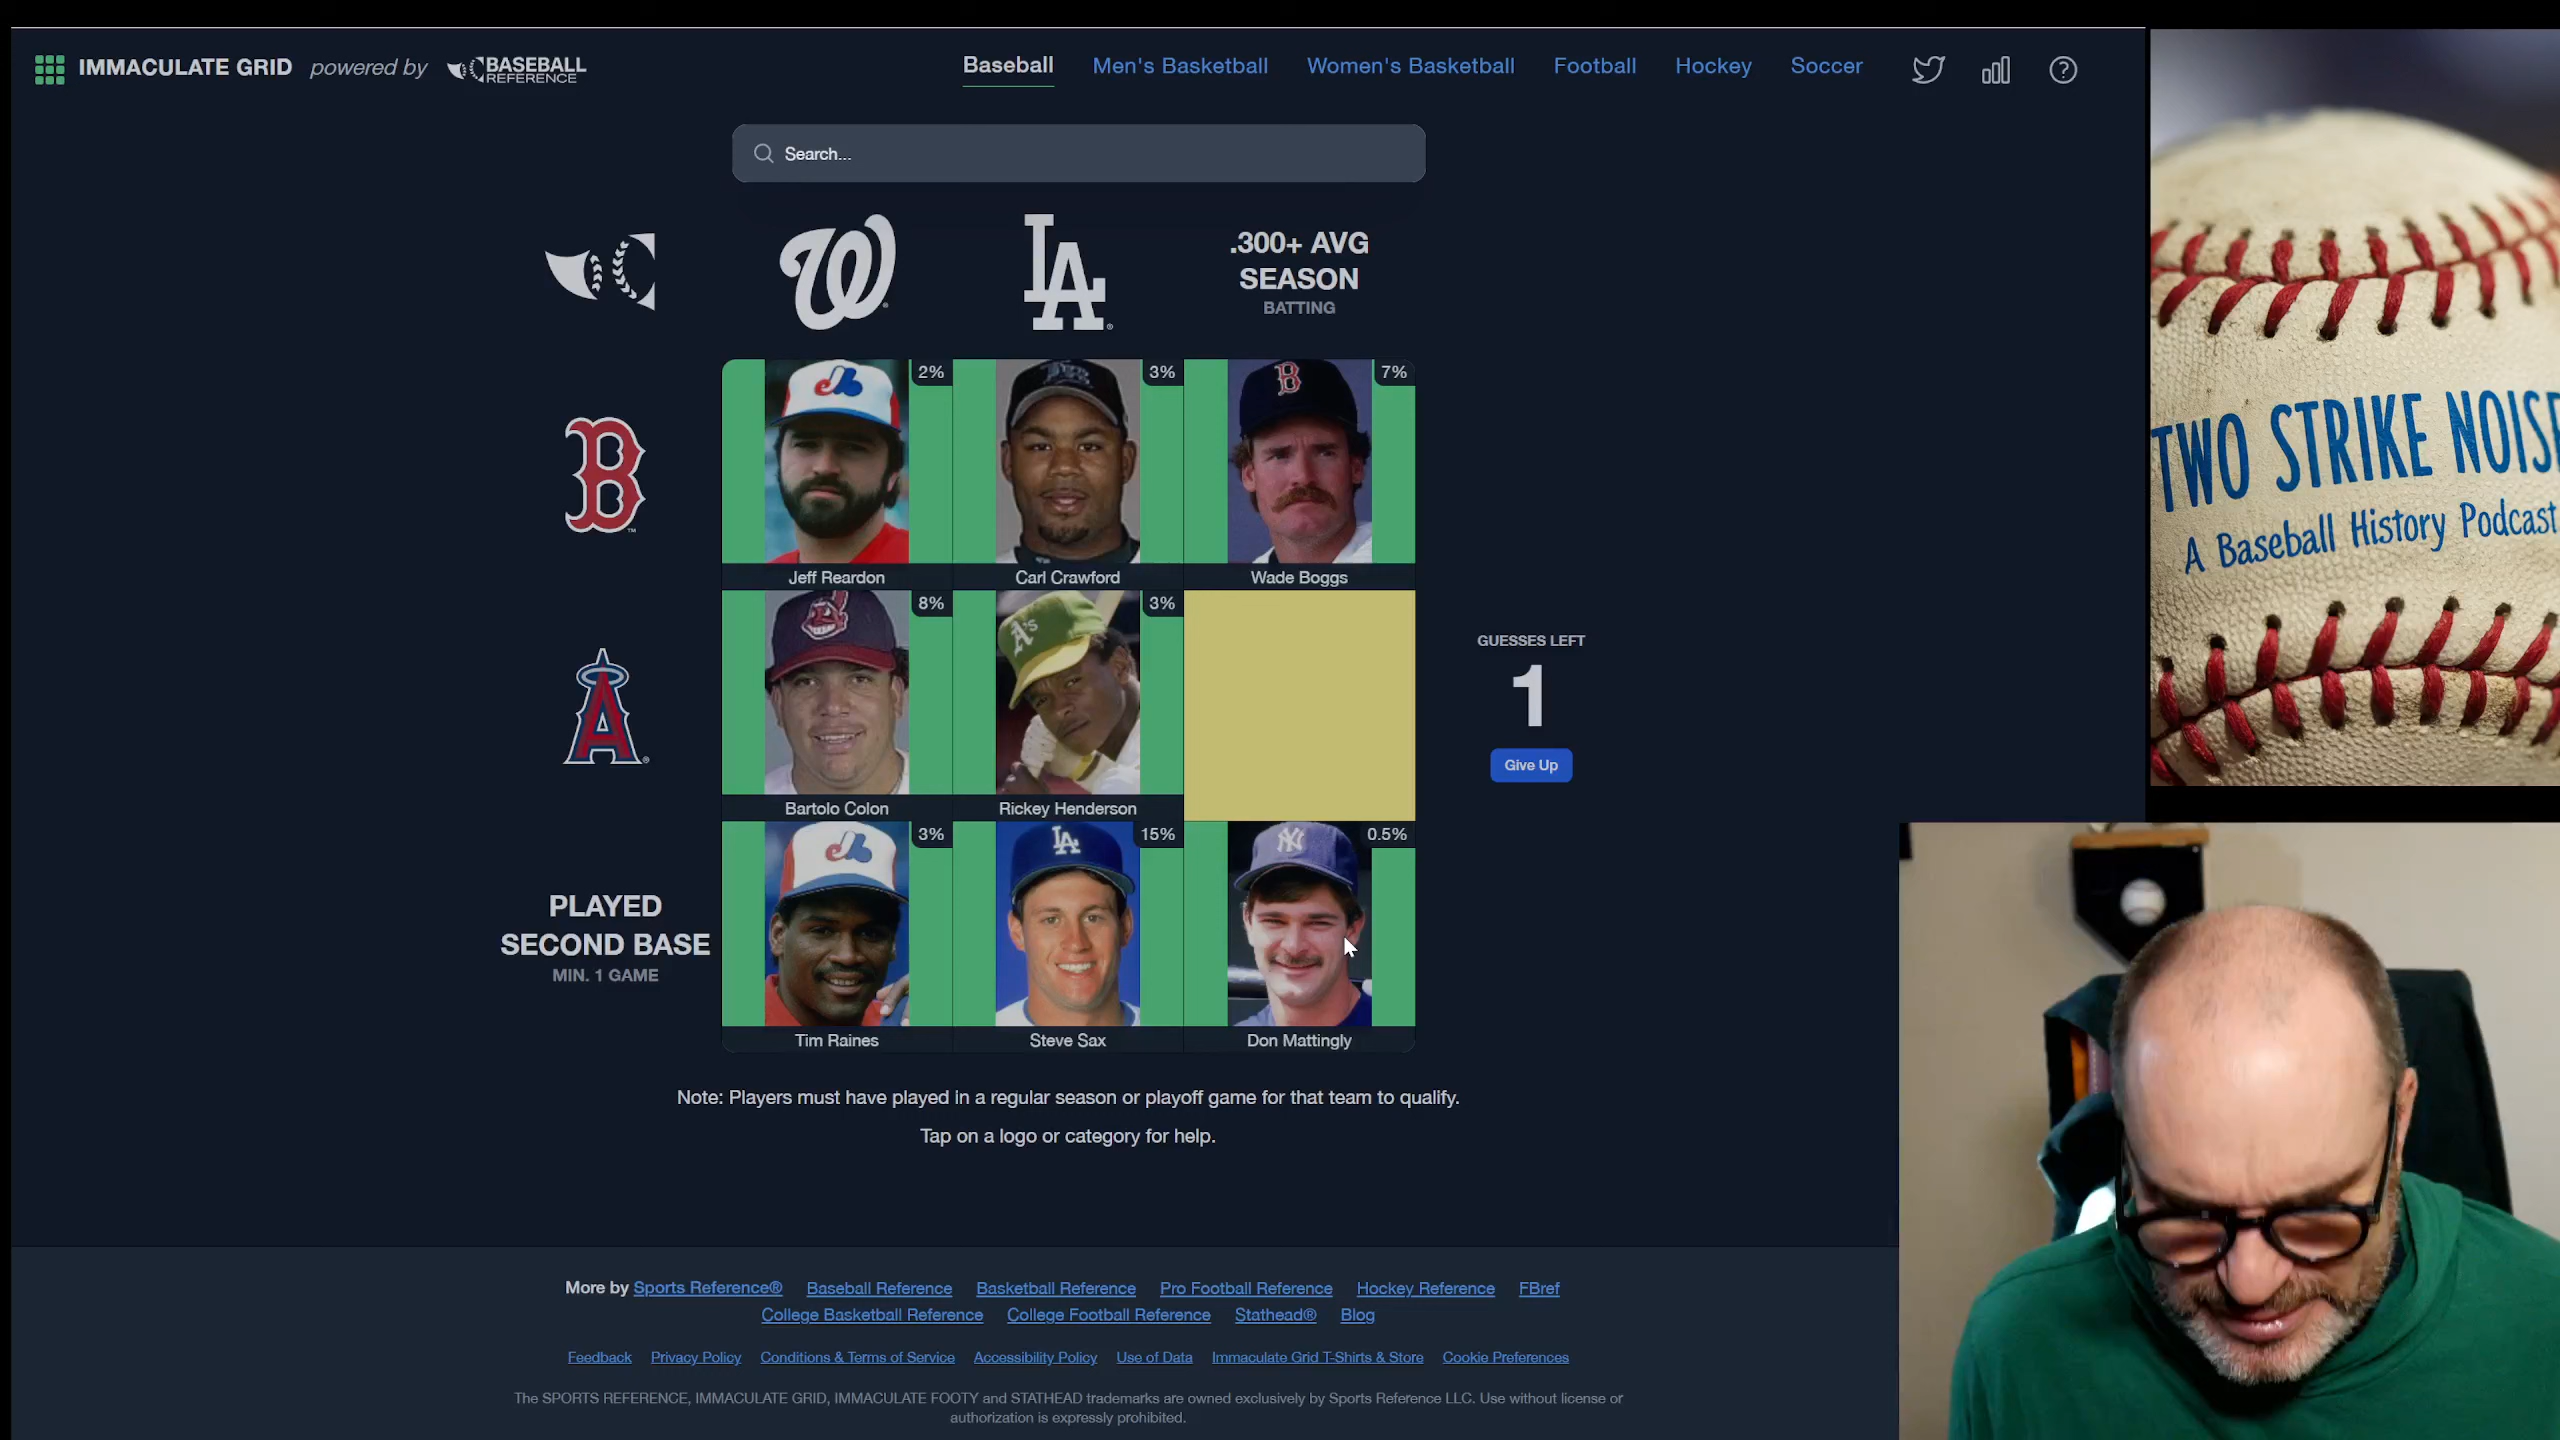 IMMACULATE GRID powered by BASEBALL REFERENCE
Baseball Men's Basketball Women's Basketball Football Hockey Soccer
Search...
W LA .300+ AVG
SEASON
BATTING
B
2% 3% 7%
Jeff Reardon Carl Crawford Wade Boggs
A
8% 3%
Bartolo Colon Rickey Henderson
GUESSES LEFT
1
Give Up
PLAYED
SECOND BASE
MIN. 1 GAME
3% 15% 0.5%
Tim Raines Steve Sax Don Mattingly
Note: Players must have played in a regular season or playoff game for that team to qualify.
Tap on a logo or category for help.
More by Sports Reference® Baseball Reference Basketball Reference Pro Football Reference Hockey Reference FBref
College Basketball Reference College Football Reference Stathead® Blog
Feedback Privacy Policy Conditions & Terms of Service Accessibility Policy Use of Data Immaculate Grid T-Shirts & Store Cookie Preferences
The SPORTS REFERENCE, IMMACULATE GRID, IMMACULATE FOOTY and STATHEAD trademarks are owned exclusively by Sports Reference LLC. Use without license or
authorization is expressly prohibited.
TWO STRIKE NOISE
A Baseball History Podcast